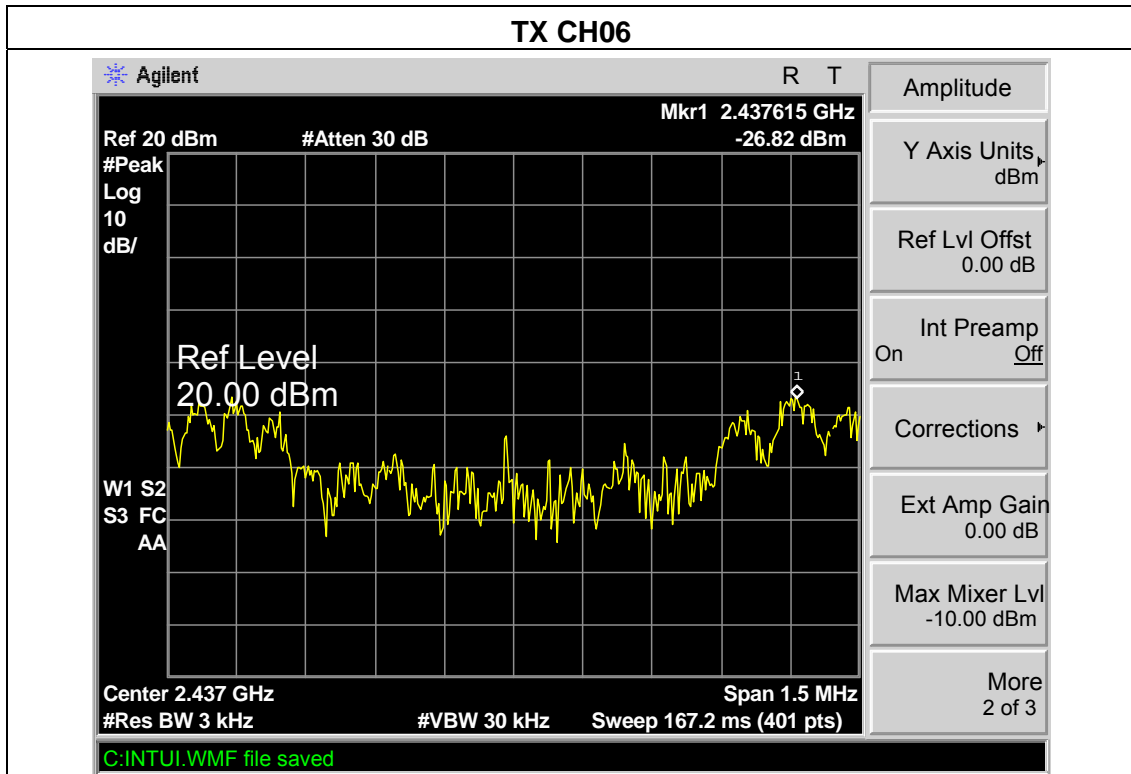 TX CH06
Agilent
R T
Mkr1 2.437615 GHz
Ref 20 dBm #Atten 30 dB -26.82 dBm
#Peak
Log
10
dB/
1
Ref Level
20.00 dBm
W1 S2
S3 FC
AA
Center 2.437 GHz Span 1.5 MHz
#Res BW 3 kHz #VBW 30 kHz Sweep 167.2 ms (401 pts)
C:INTUI.WMF file saved
Amplitude
Y Axis Units
dBm
Ref Lvl Offst
0.00 dB
Int Preamp
On Off
Corrections
Ext Amp Gain
0.00 dB
Max Mixer Lvl
-10.00 dBm
More
2 of 3